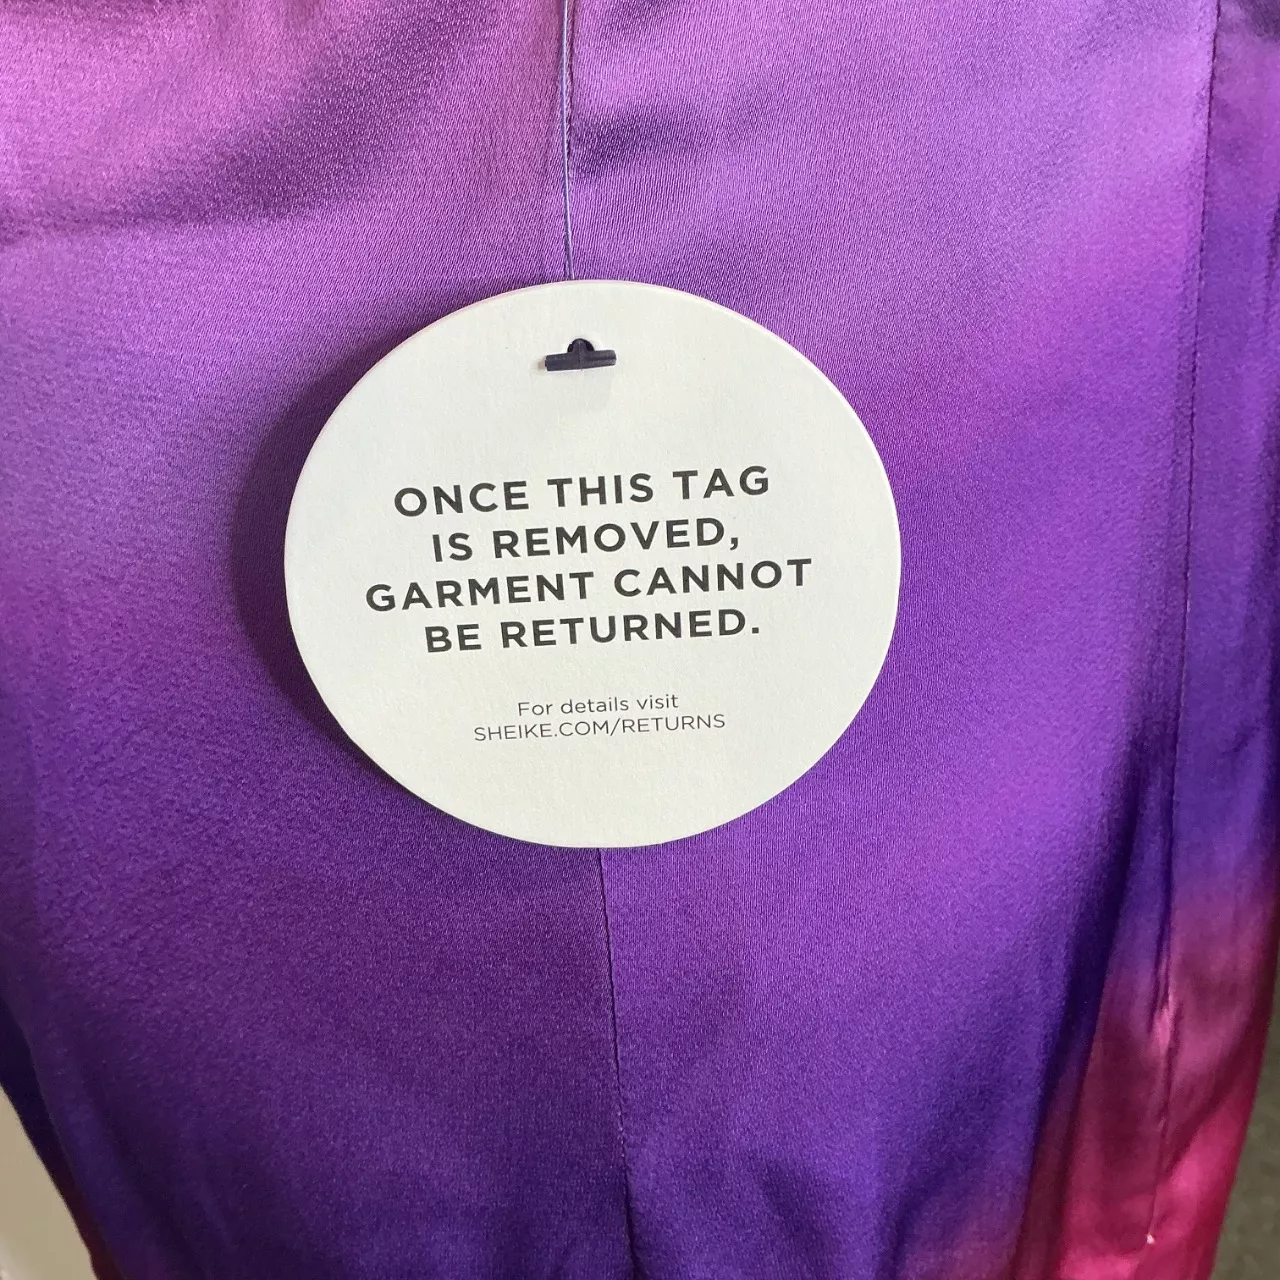 ONCE THIS TAG
IS REMOVED,
GARMENT CANNOT
BE RETURNED.
For details visit
SHEIKE.COM/RETURNS